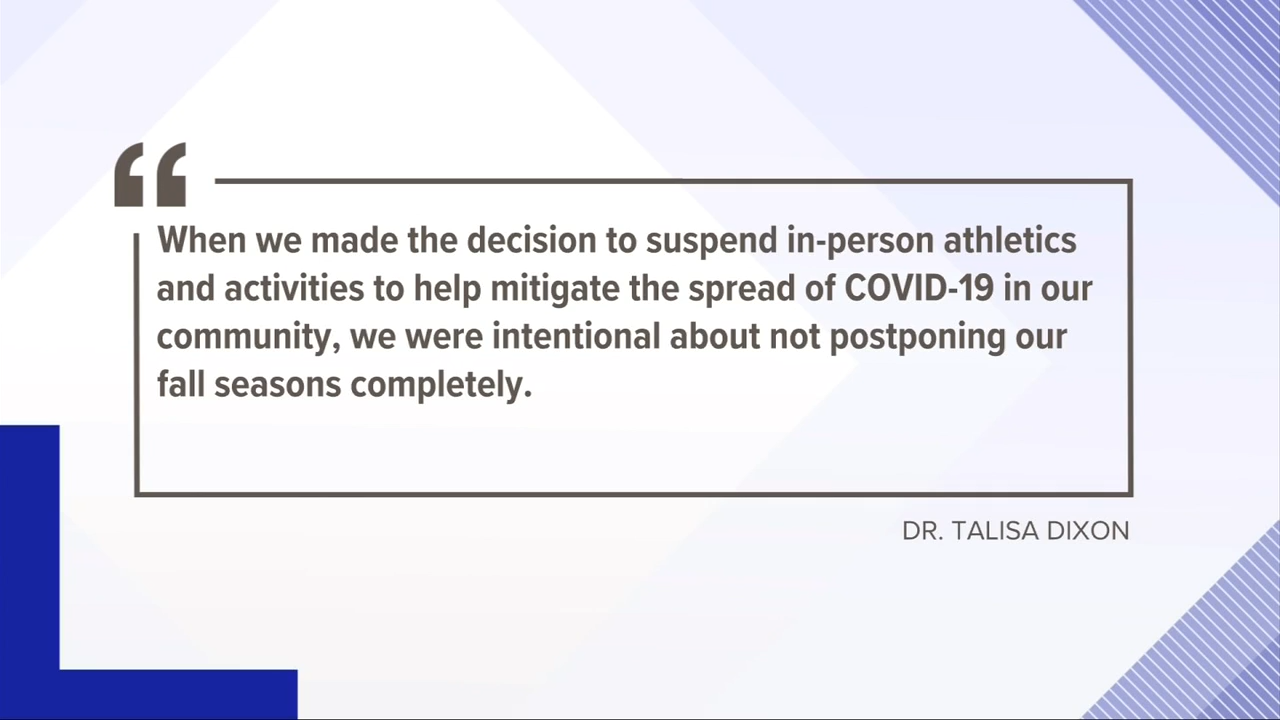 “
When we made the decision to suspend in-person athletics
and activities to help mitigate the spread of COVID-19 in our
community, we were intentional about not postponing our
fall seasons completely.
DR. TALISA DIXON